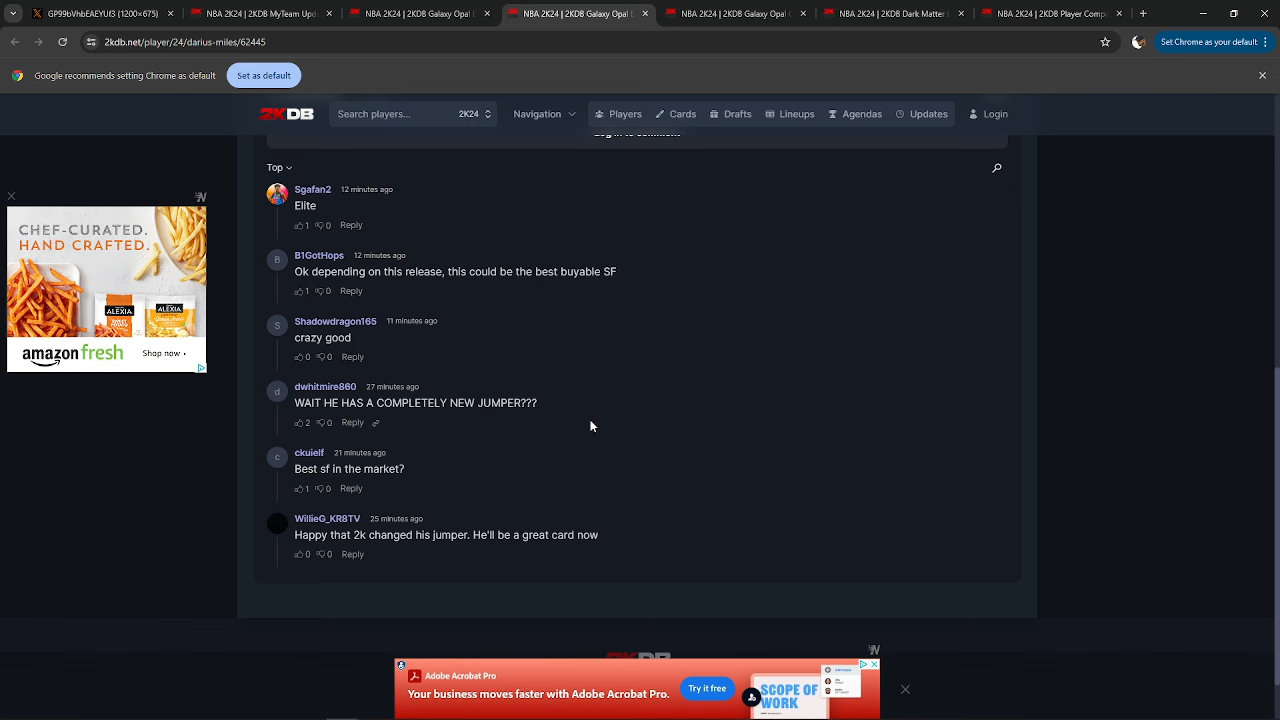 GP99bVhbEAEYUf3 (1200×675)
NBA 2K24 | 2KDB MyTeam Upd
NBA 2K24 | 2KDB Galaxy Opal
NBA 2K24 | 2KDB Galaxy Opal
NBA 2K24 | 2KDB Galaxy Opal
NBA 2K24 | 2KDB Dark Matter
NBA 2K24 | 2KDB Player Comp
2kdb.net/player/24/darius-miles/62445
Set Chrome as your default
Google recommends setting Chrome as default
Set as default
2KDB
Search players...
2K24
Navigation
Players
Cards
Drafts
Lineups
Agendas
Updates
Login
Log in to comment
Top
Sgafan2 12 minutes ago
Elite
1 0 Reply
B B1GotHops 12 minutes ago
Ok depending on this release, this could be the best buyable SF
1 0 Reply
S Shadowdragon165 11 minutes ago
crazy good
0 0 Reply
d dwhitmire860 27 minutes ago
WAIT HE HAS A COMPLETELY NEW JUMPER???
2 0 Reply
c ckuielf 21 minutes ago
Best sf in the market?
1 0 Reply
WillieG_KR8TV 25 minutes ago
Happy that 2k changed his jumper. He'll be a great card now
0 0 Reply
CHEF-CURATED.
HAND CRAFTED.
ALEXIA
ALEXIA
amazon fresh
Shop now
2KDB
Adobe Acrobat Pro
Your business moves faster with Adobe Acrobat Pro.
Try it free
SCOPE OF
WORK